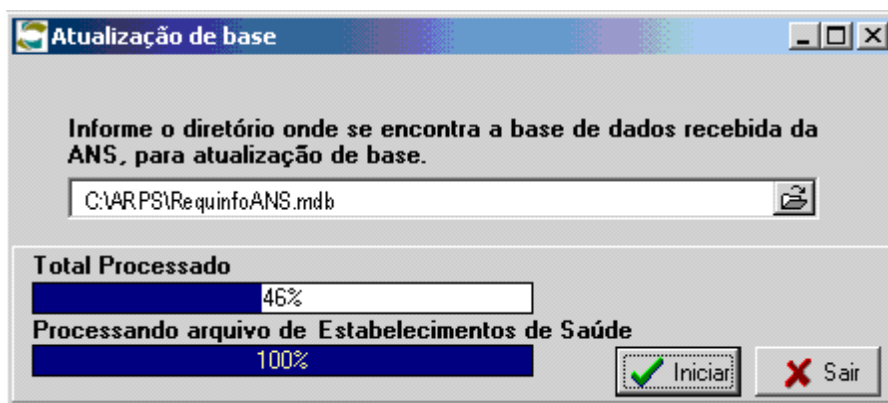 Atualização de base
Informe o diretório onde se encontra a base de dados recebida da
ANS, para atualização de base.
C:\ARPS\RequinfoANS.mdb
Total Processado
46%
Processando arquivo de Estabelecimentos de Saúde
100%
Iniciar
Sair